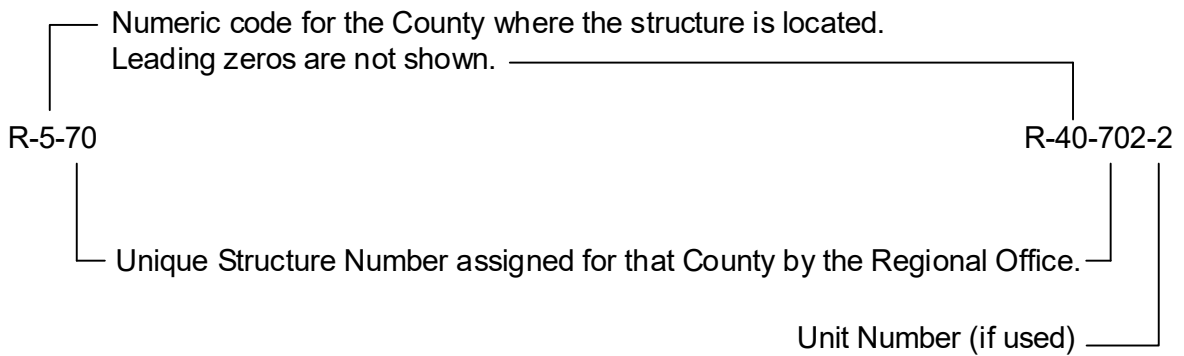 Numeric code for the County where the structure is located.
Leading zeros are not shown.
R-5-70
R-40-702-2
Unique Structure Number assigned for that County by the Regional Office.
Unit Number (if used)